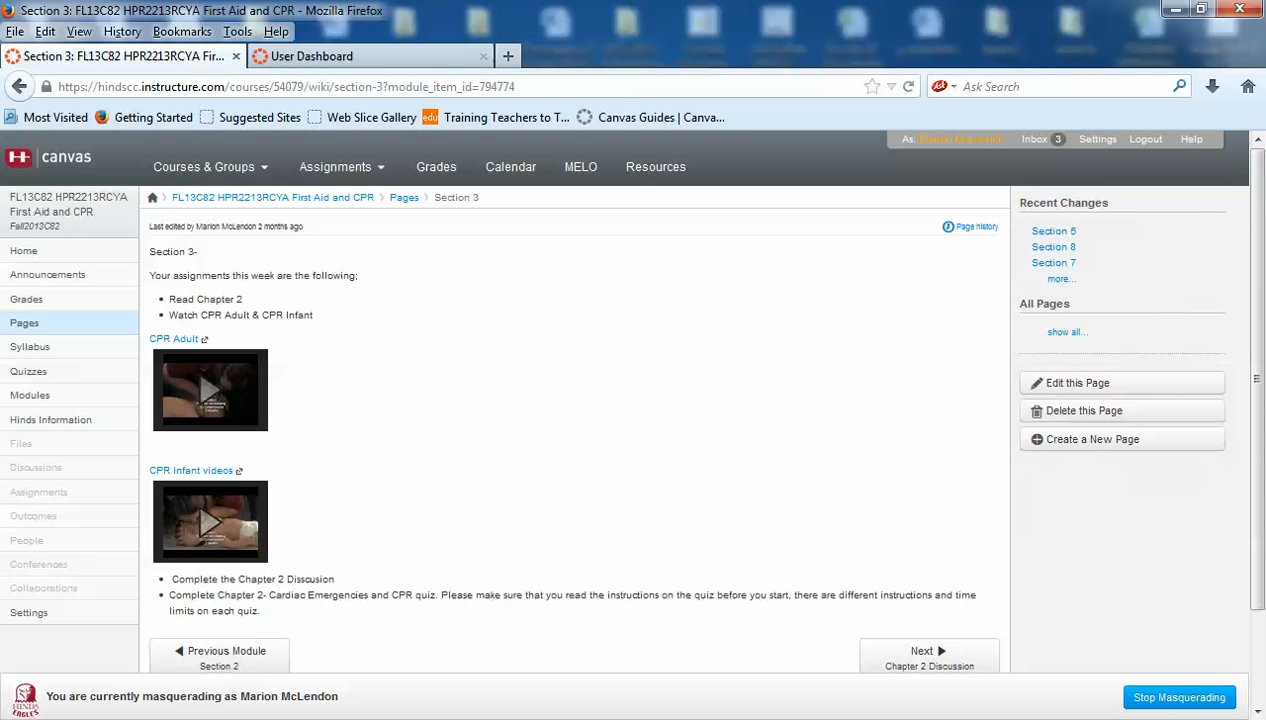 Section 3: FL13C82 HPR2213RCYA First Aid and CPR - Mozilla Firefox
File Edit View History Bookmarks Tools Help
Section 3: FL13C82 HPR2213RCYA Fir... × User Dashboard × +
https://hindscc.instructure.com/courses/54079/wiki/section-3?module_item_id=794774 Ask Ask Search
Most Visited Getting Started Suggested Sites Web Slice Gallery edu Training Teachers to T... Canvas Guides | Canva...
As: Marion McLendon Inbox 3 Settings Logout Help
H canvas Courses & Groups Assignments Grades Calendar MELO Resources
FL13C82 HPR2213RCYA
First Aid and CPR
Fall2013C82
Home
Announcements
Grades
Pages
Syllabus
Quizzes
Modules
Hinds Information
Files
Discussions
Assignments
Outcomes
People
Conferences
Collaborations
Settings
FL13C82 HPR2213RCYA First Aid and CPR Pages Section 3
Last edited by Marion McLendon 2 months ago Page history
Section 3-
Your assignments this week are the following;
• Read Chapter 2
• Watch CPR Adult & CPR Infant
CPR Adult
CPR Infant videos
• Complete the Chapter 2 Disscusion
• Complete Chapter 2- Cardiac Emergencies and CPR quiz. Please make sure that you read the instructions on the quiz before you start, there are different instructions and time
limits on each quiz.
Previous Module
Section 2
Next
Chapter 2 Discussion
Recent Changes
Section 5
Section 8
Section 7
more...
All Pages
show all...
Edit this Page
Delete this Page
Create a New Page
HINDS
EAGLES
You are currently masquerading as Marion McLendon
Stop Masquerading